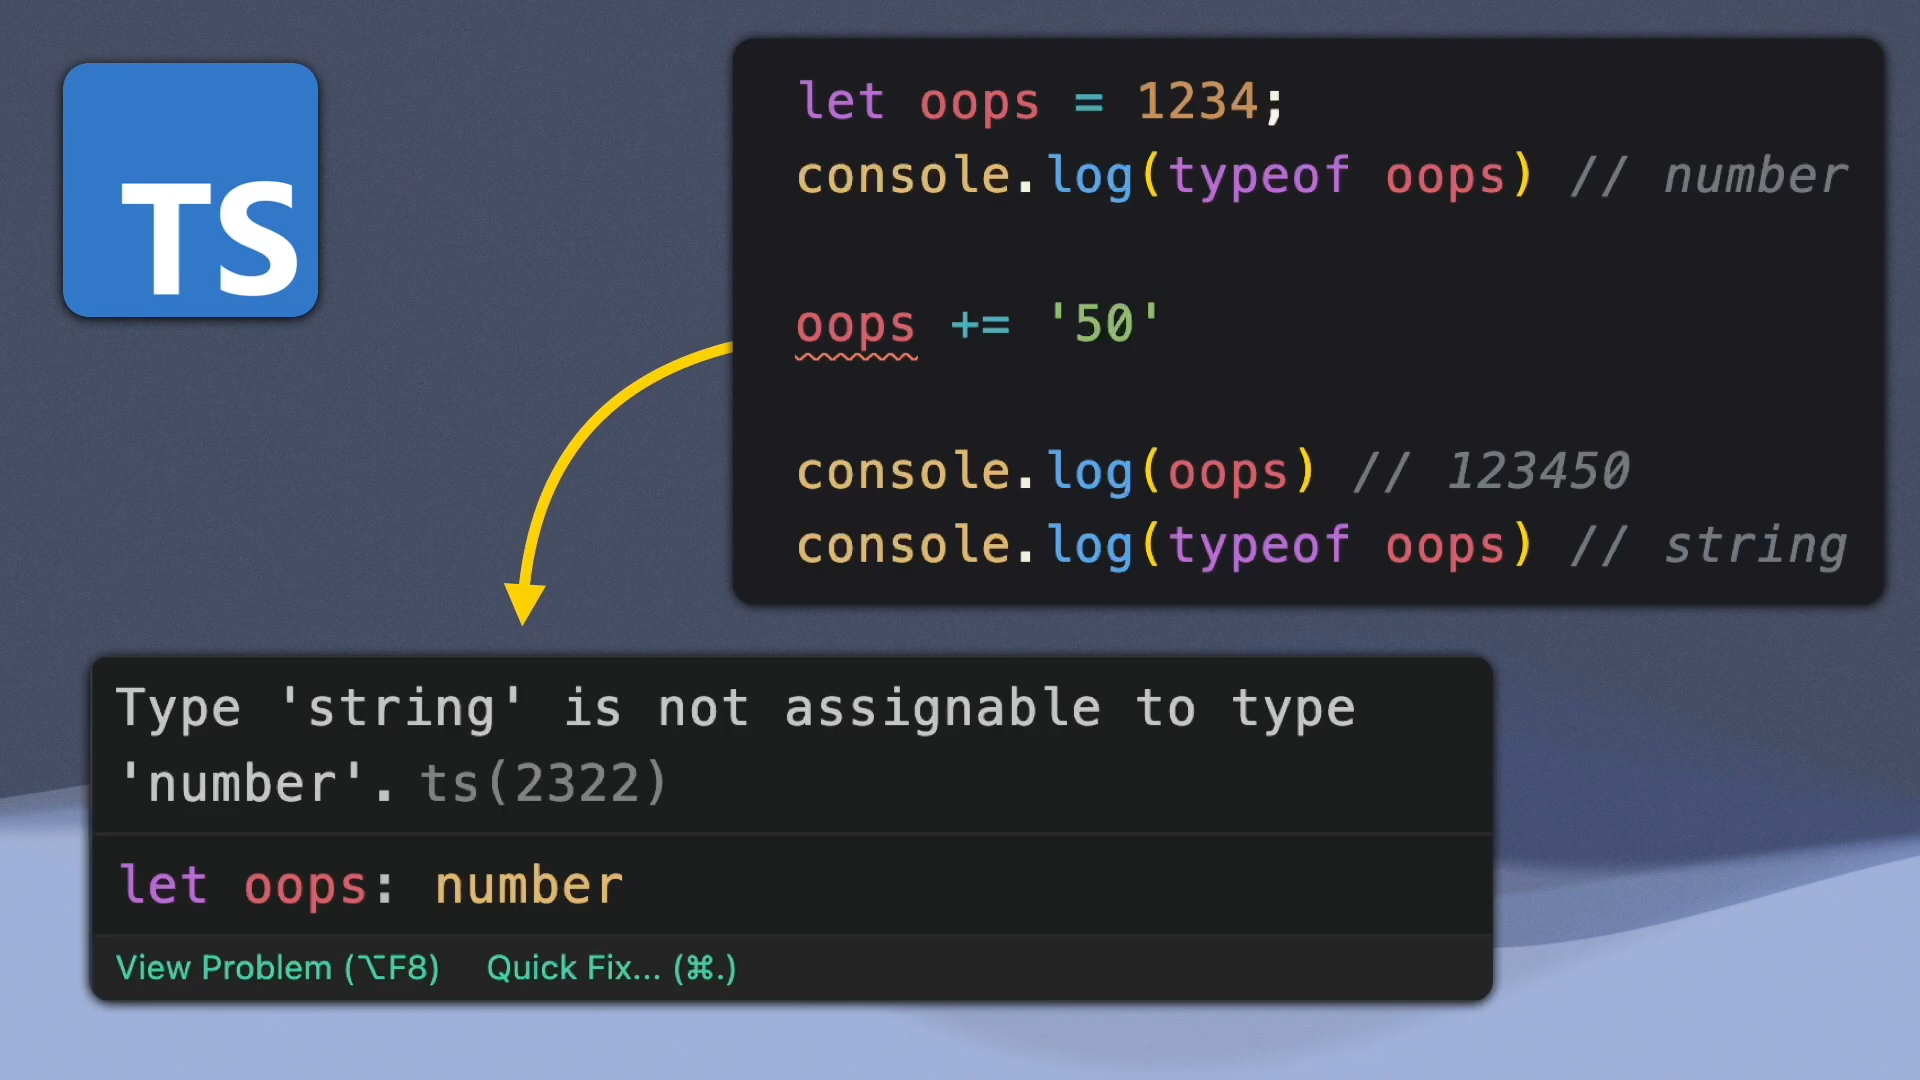 TS
let oops = 1234;
console.log(typeof oops) // number
oops += '50'
console.log(oops) // 123450
console.log(typeof oops) // string
Type 'string' is not assignable to type
'number'. ts(2322)
let oops: number
View Problem (⌥F8) Quick Fix... (⌘.)